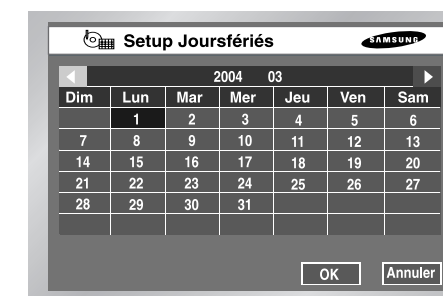 Setup Joursfériés SAMSUNG
2004 03
Dim Lun Mar Mer Jeu Ven Sam
1 2 3 4 5 6
7 8 9 10 11 12 13
14 15 16 17 18 19 20
21 22 23 24 25 26 27
28 29 30 31
OK Annuler